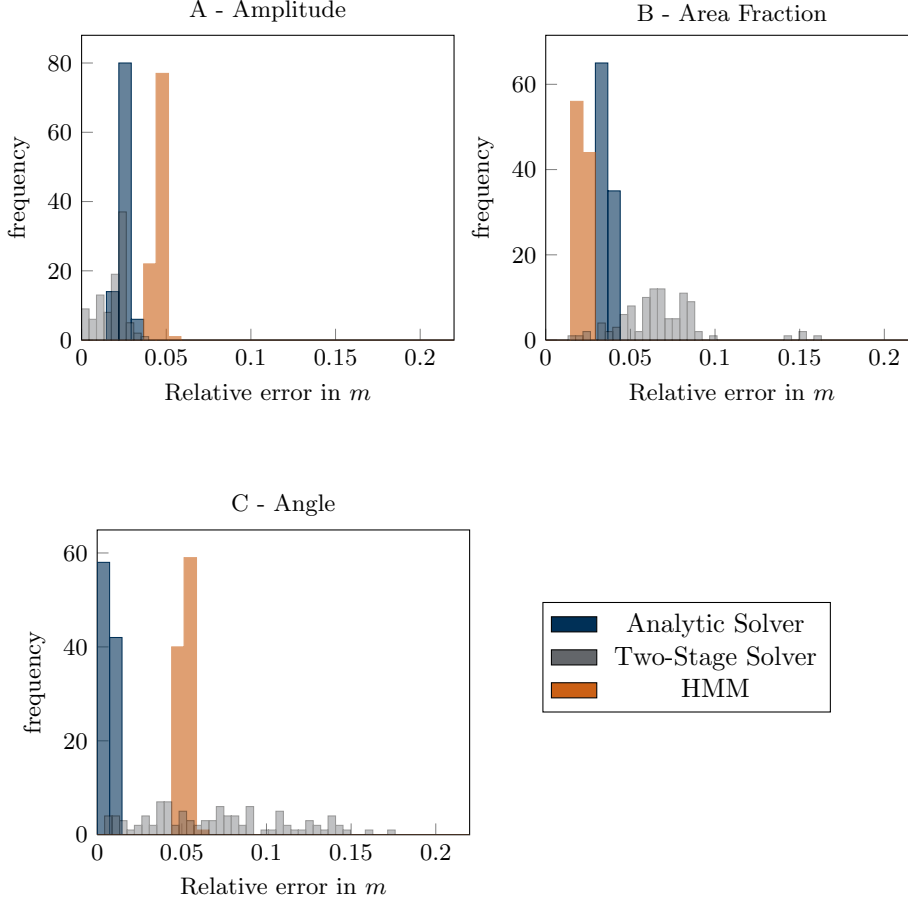 A - Amplitude
80
60
40
20
0
frequency
0
0.05
0.1
0.15
0.2
Relative error in m
B - Area Fraction
60
40
20
0
frequency
0
0.05
0.1
0.15
0.2
Relative error in m
C - Angle
60
40
20
0
frequency
0
0.05
0.1
0.15
0.2
Relative error in m
Analytic Solver
Two-Stage Solver
HMM